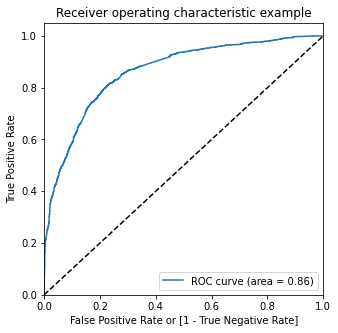 Receiver operating characteristic example
True Positive Rate
1.0
0.8
0.6
0.4
0.2
0.0
ROC curve (area = 0.86)
0.0 0.2 0.4 0.6 0.8 1.0
False Positive Rate or [1 - True Negative Rate]